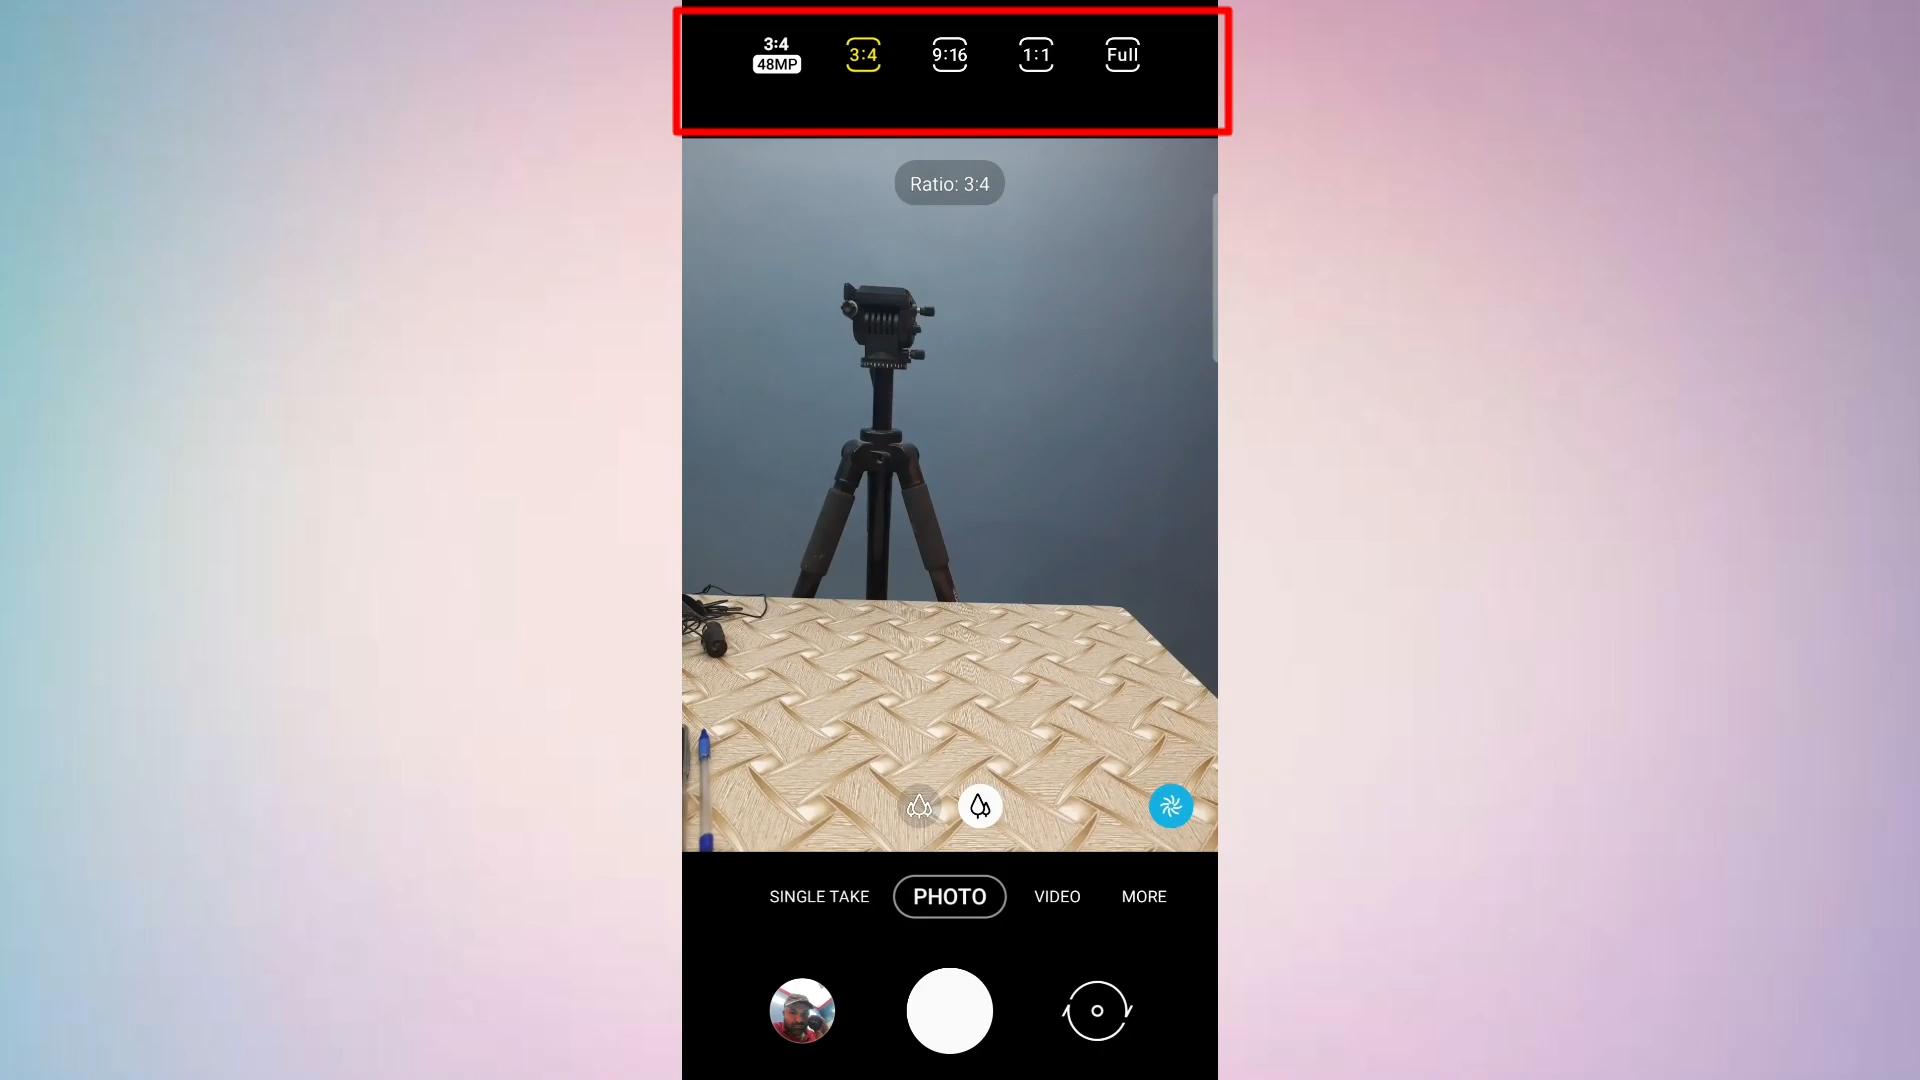 3:4
48MP
3:4
9:16
1:1
Full
Ratio: 3:4
SINGLE TAKE
PHOTO
VIDEO
MORE